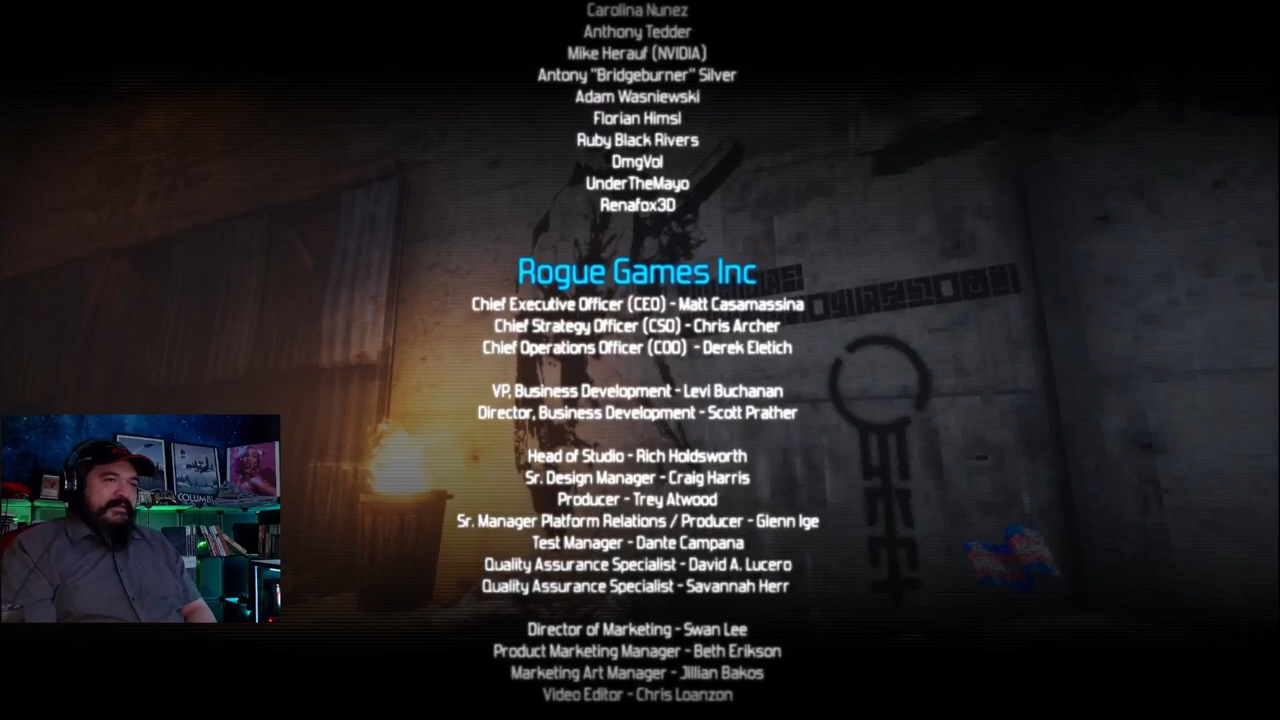 Carolina Nunez
Anthony Tedder
Mike Herauf (NVIDIA)
Antony "Bridgeburner" Silver
Adam Wasniewski
Florian Himsl
Ruby Black Rivers
DmgVol
UnderTheMayo
Renafox3D
Rogue Games Inc
Chief Executive Officer (CEO) - Matt Casamassina
Chief Strategy Officer (CSO) - Chris Archer
Chief Operations Officer (COO) - Derek Eletich
VP, Business Development - Levi Buchanan
Director, Business Development - Scott Prather
Head of Studio - Rich Holdsworth
Sr. Design Manager - Craig Harris
Producer - Trey Atwood
Sr. Manager Platform Relations / Producer - Glenn Ige
Test Manager - Dante Campana
Quality Assurance Specialist - David A. Lucero
Quality Assurance Specialist - Savannah Herr
Director of Marketing - Swan Lee
Product Marketing Manager - Beth Erikson
Marketing Art Manager - Jillian Bakos
Video Editor - Chris Loanzon